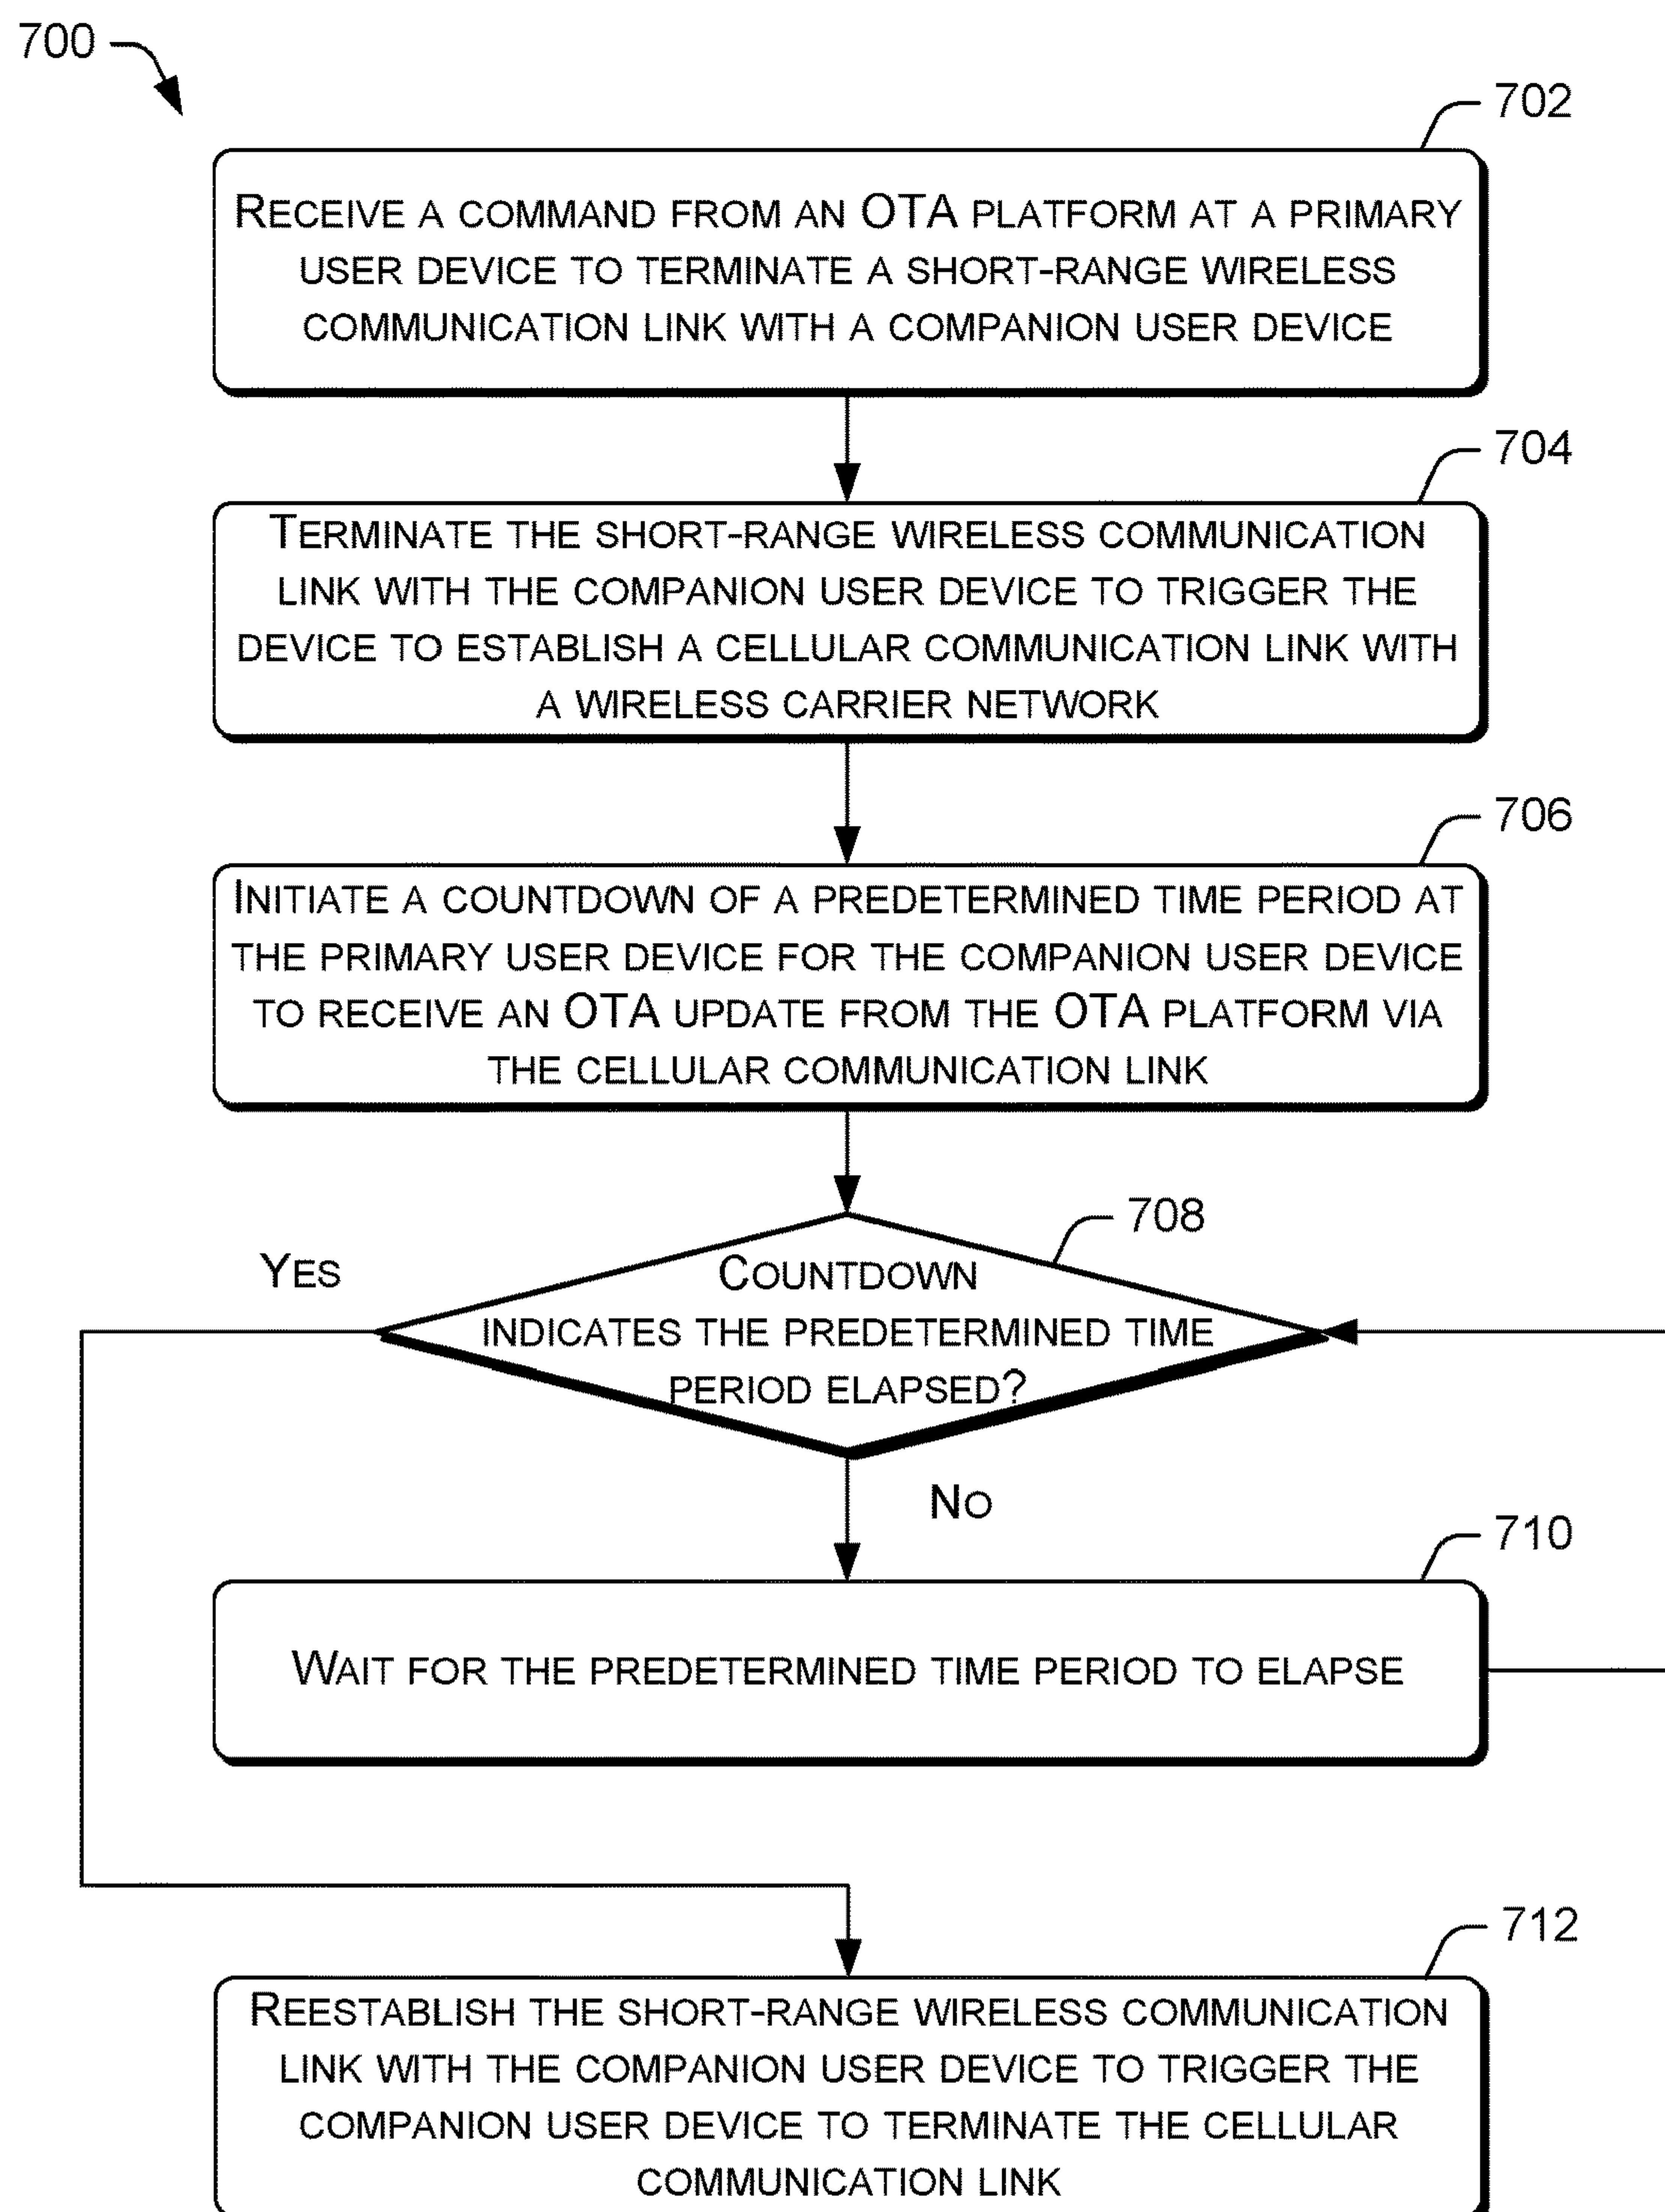 700
702
RECEIVE A COMMAND FROM AN OTA PLATFORM AT A PRIMARY
USER DEVICE TO TERMINATE A SHORT-RANGE WIRELESS
COMMUNICATION LINK WITH A COMPANION USER DEVICE
704
TERMINATE THE SHORT-RANGE WIRELESS COMMUNICATION
LINK WITH THE COMPANION USER DEVICE TO TRIGGER THE
DEVICE TO ESTABLISH A CELLULAR COMMUNICATION LINK WITH
A WIRELESS CARRIER NETWORK
706
INITIATE A COUNTDOWN OF A PREDETERMINED TIME PERIOD AT
THE PRIMARY USER DEVICE FOR THE COMPANION USER DEVICE
TO RECEIVE AN OTA UPDATE FROM THE OTA PLATFORM VIA
THE CELLULAR COMMUNICATION LINK
708
YES
COUNTDOWN
INDICATES THE PREDETERMINED TIME
PERIOD ELAPSED?
NO
710
WAIT FOR THE PREDETERMINED TIME PERIOD TO ELAPSE
712
REESTABLISH THE SHORT-RANGE WIRELESS COMMUNICATION
LINK WITH THE COMPANION USER DEVICE TO TRIGGER THE
COMPANION USER DEVICE TO TERMINATE THE CELLULAR
COMMUNICATION LINK